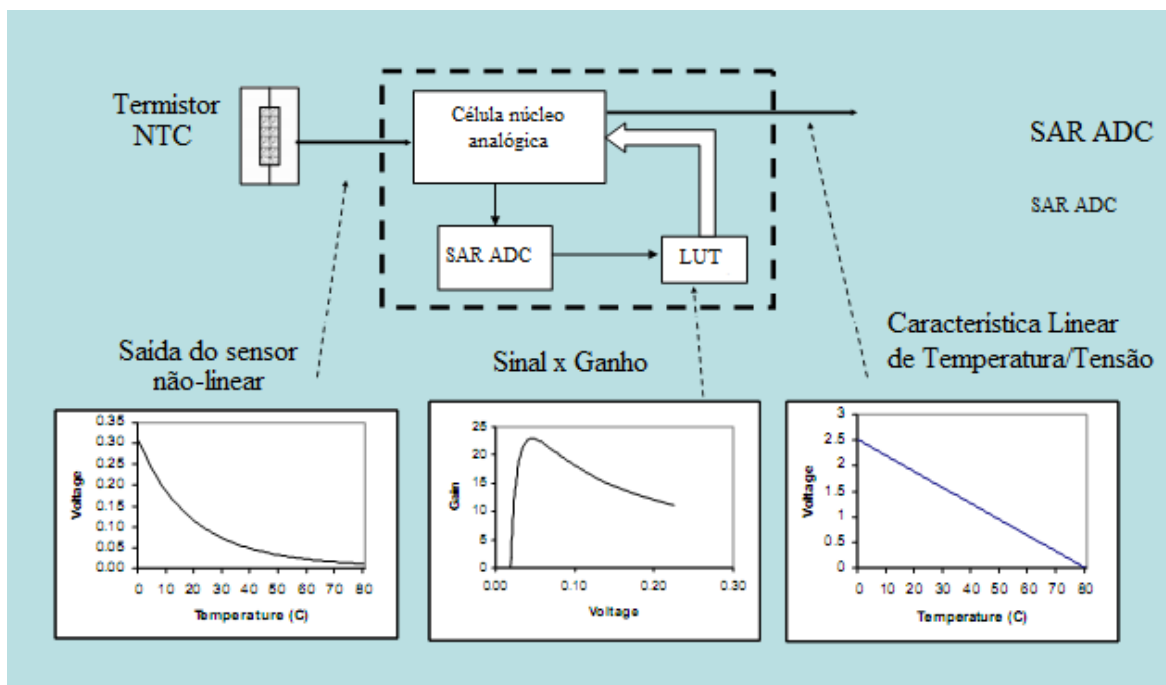 Termistor
NTC
Célula núcleo
analógica
SAR ADC
LUT
SAR ADC
SAR ADC
Saída do sensor
não-linear
Sinal x Ganho
Característica Linear
de Temperatura/Tensão
Voltage
0.35
0.30
0.25
0.20
0.15
0.10
0.05
0.00
0 10 20 30 40 50 60 70 80
Temperature (C)
Gain
25
20
15
10
5
0
0.00 0.10 0.20 0.30
Voltage
Voltage
3
2.5
2
1.5
1
0.5
0
0 10 20 30 40 50 60 70 80
Temperature (C)